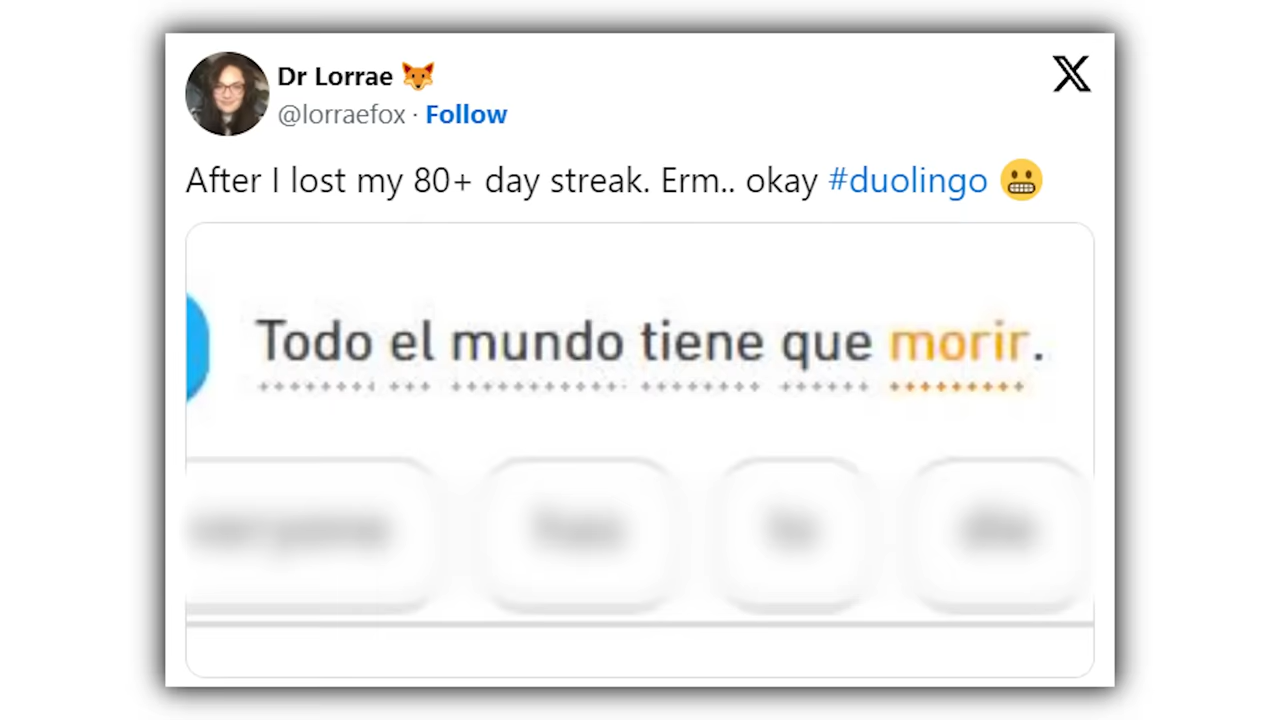 Dr Lorrae 🦊
@lorraefox · Follow
After I lost my 80+ day streak. Erm.. okay #duolingo 😬
Todo el mundo tiene que morir.